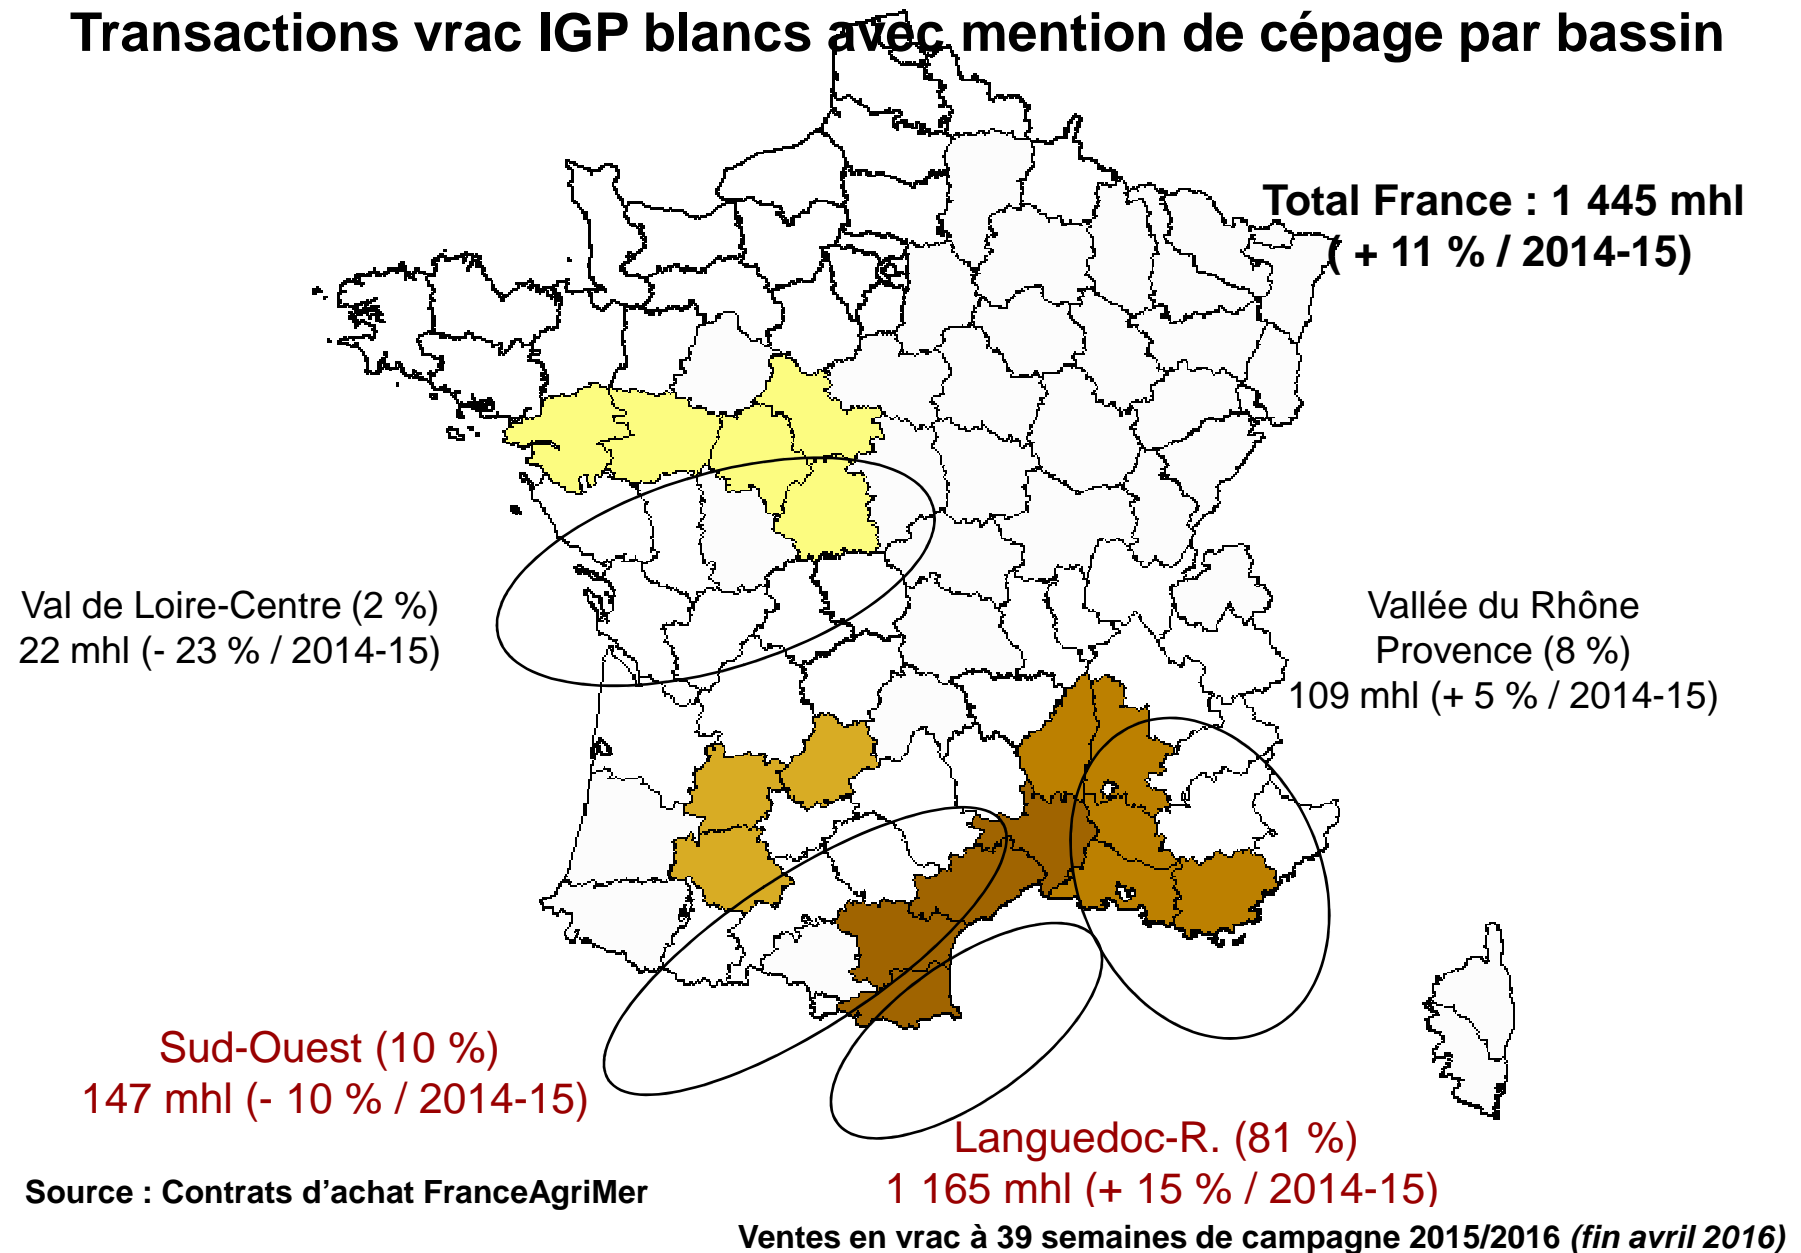 Transactions vrac IGP blancs avec mention de cépage par bassin
Total France : 1 445 mhl
( + 11 % / 2014-15)
Val de Loire-Centre (2 %)
22 mhl (- 23 % / 2014-15)
Vallée du Rhône
Provence (8 %)
109 mhl (+ 5 % / 2014-15)
Sud-Ouest (10 %)
147 mhl (- 10 % / 2014-15)
Languedoc-R. (81 %)
1 165 mhl (+ 15 % / 2014-15)
Source : Contrats d’achat FranceAgriMer
Ventes en vrac à 39 semaines de campagne 2015/2016 (fin avril 2016)